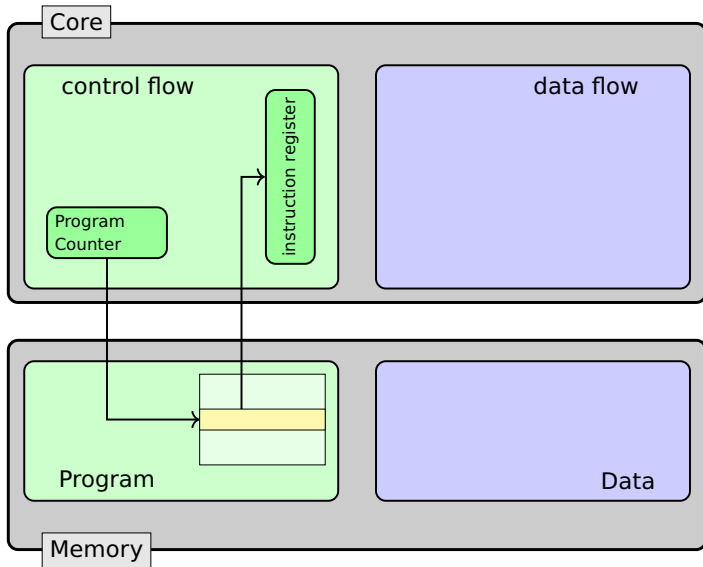 Core
control flow
data flow
instruction register
Program
Counter
Program
Data
Memory